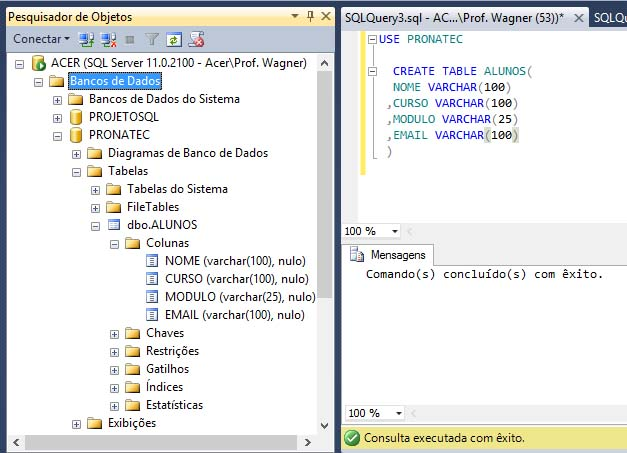 Pesquisador de Objetos
Conectar
ACER (SQL Server 11.0.2100 - Acer\Prof. Wagner)
Bancos de Dados
Bancos de Dados do Sistema
PROJETOSQL
PRONATEC
Diagramas de Banco de Dados
Tabelas
Tabelas do Sistema
FileTables
dbo.ALUNOS
Colunas
NOME (varchar(100), nulo)
CURSO (varchar(100), nulo)
MODULO (varchar(25), nulo)
EMAIL (varchar(100), nulo)
Chaves
Restrições
Gatilhos
Índices
Estatísticas
Exibições
SQLQuery3.sql - AC...\Prof. Wagner (53))*
SQLQu
USE PRONATEC
CREATE TABLE ALUNOS(
NOME VARCHAR(100)
,CURSO VARCHAR(100)
,MODULO VARCHAR(25)
,EMAIL VARCHAR(100)
)
100 %
Mensagens
Comando(s) concluído(s) com êxito.
100 %
Consulta executada com êxito.